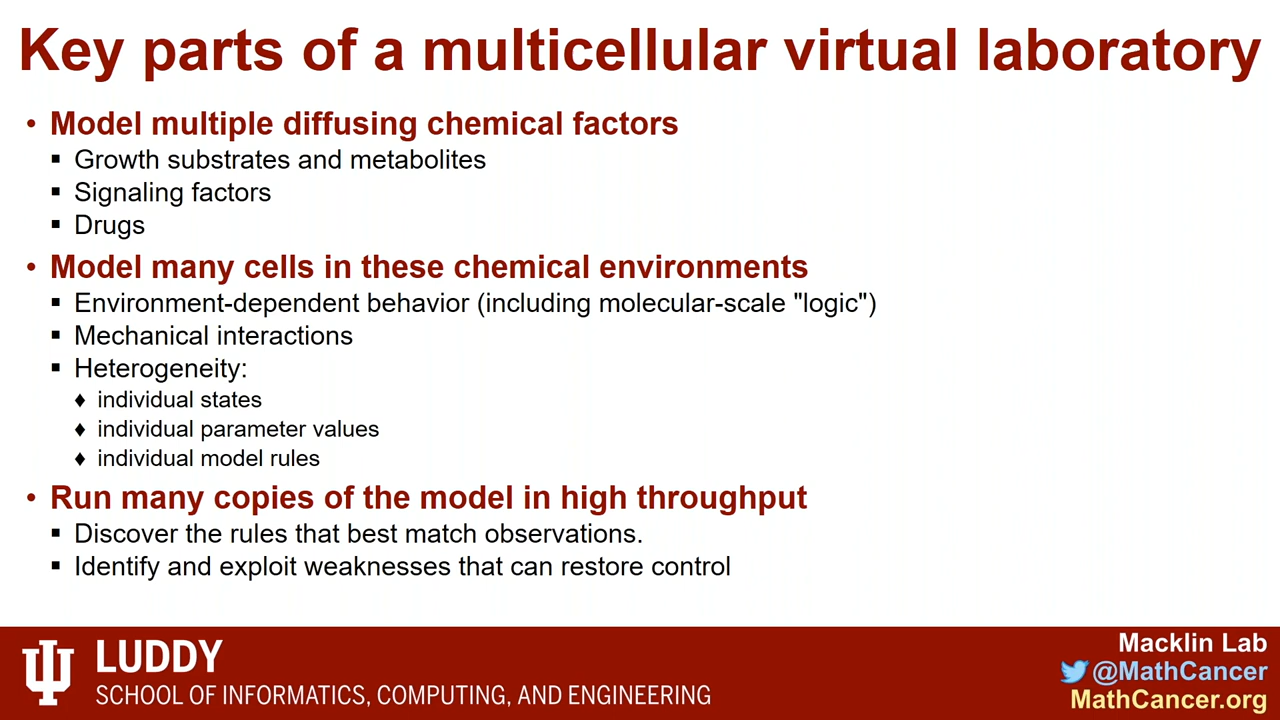 Key parts of a multicellular virtual laboratory
• Model multiple diffusing chemical factors
▪ Growth substrates and metabolites
▪ Signaling factors
▪ Drugs
• Model many cells in these chemical environments
▪ Environment-dependent behavior (including molecular-scale "logic")
▪ Mechanical interactions
▪ Heterogeneity:
♦ individual states
♦ individual parameter values
♦ individual model rules
• Run many copies of the model in high throughput
▪ Discover the rules that best match observations.
▪ Identify and exploit weaknesses that can restore control
LUDDY
SCHOOL OF INFORMATICS, COMPUTING, AND ENGINEERING
Macklin Lab
@MathCancer
MathCancer.org